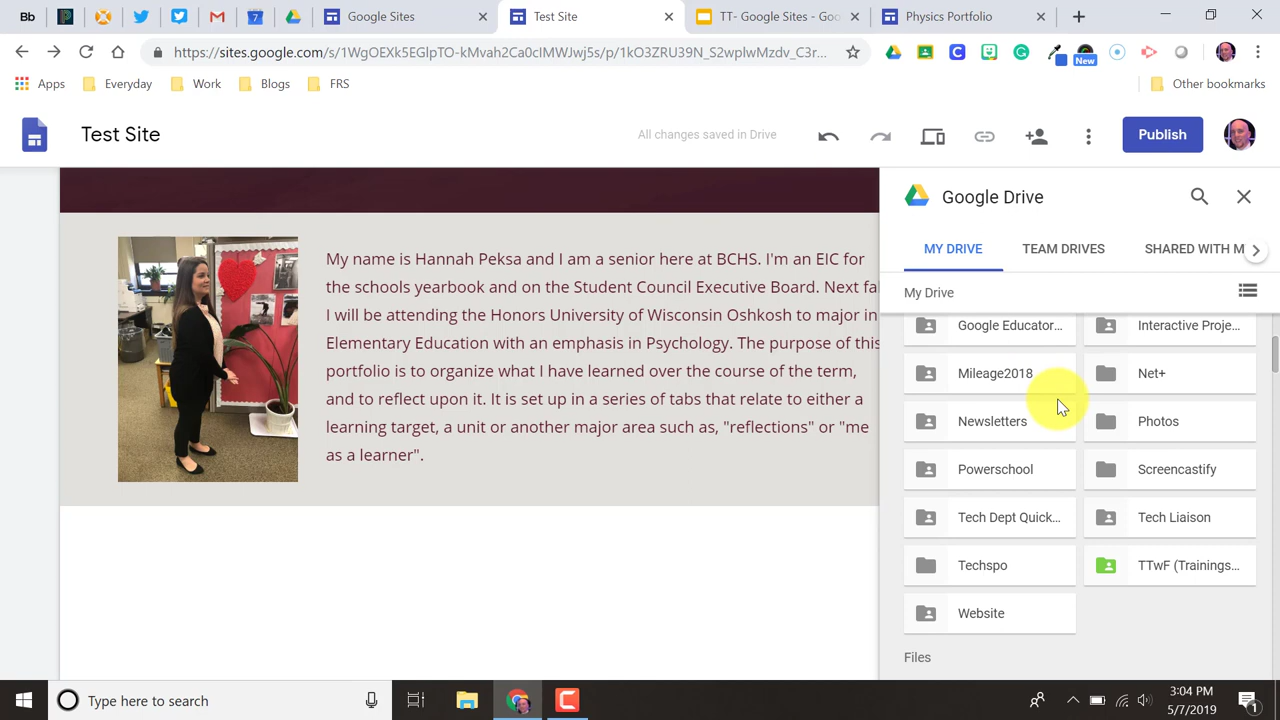 Bb
7
Google Sites
Test Site
TT- Google Sites - Goo
Physics Portfolio
https://sites.google.com/s/1WgOEXk5EGlpTO-kMvah2Ca0cIMWJwj5s/p/1kO3ZRU39N_S2wplwMzdv_C3r...
New
Apps Everyday Work Blogs FRS Other bookmarks
Test Site
All changes saved in Drive
Publish
Google Drive
MY DRIVE TEAM DRIVES SHARED WITH M
My Drive
My name is Hannah Peksa and I am a senior here at BCHS. I'm an EIC for
the schools yearbook and on the Student Council Executive Board. Next fa
I will be attending the Honors University of Wisconsin Oshkosh to major in
Elementary Education with an emphasis in Psychology. The purpose of this
portfolio is to organize what I have learned over the course of the term,
and to reflect upon it. It is set up in a series of tabs that relate to either a
learning target, a unit or another major area such as, "reflections" or "me
as a learner".
Google Educator... Interactive Proje...
Mileage2018 Net+
Newsletters Photos
Powerschool Screencastify
Tech Dept Quick... Tech Liaison
Techspo TTwF (Trainings...
Website
Files
Type here to search
3:04 PM
5/7/2019
1